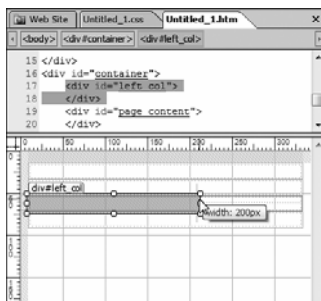 Web Site Untitled_1.css Untitled_1.htm
<body> <div#container> <div#left_col>
15 </div>
16 <div id="container">
17 <div id="left_col">
18 </div>
19 <div id="page_content">
20 </div>
0 50 100 150 200 250 300
div#left_col
width: 200px